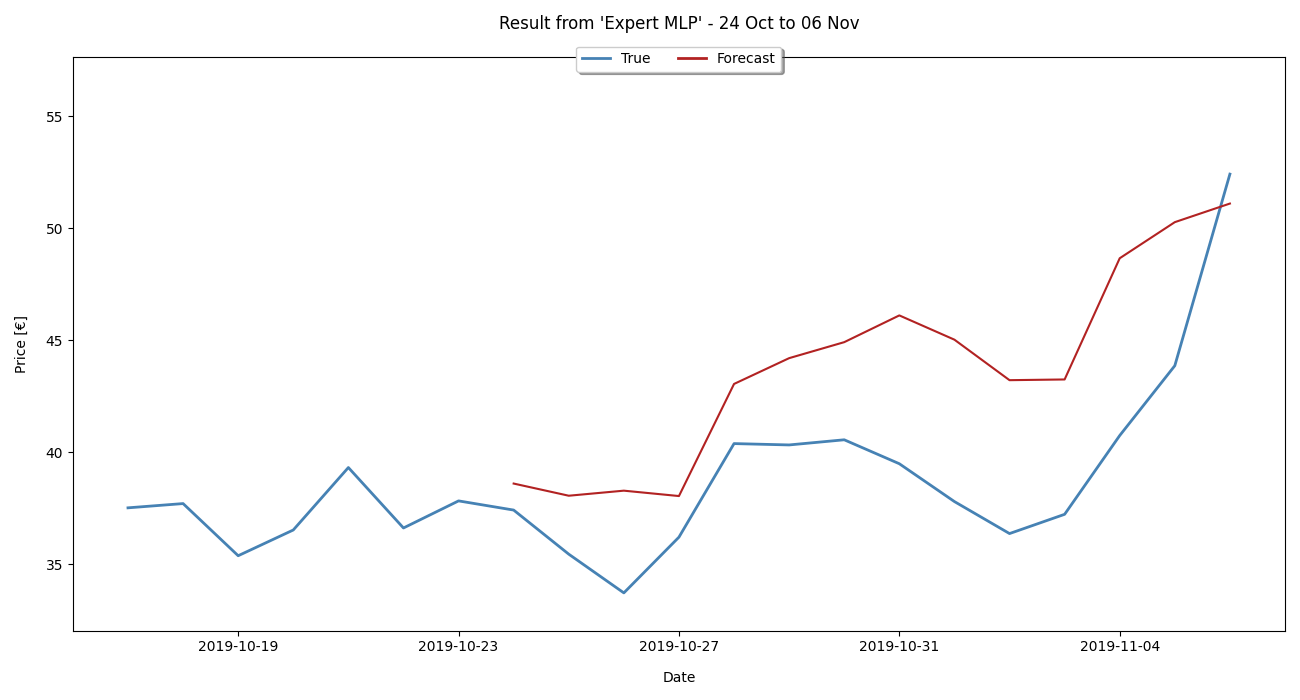 Result from 'Expert MLP' - 24 Oct to 06 Nov
True Forecast
55
50
45
40
35
Price [€]
2019-10-19 2019-10-23 2019-10-27 2019-10-31 2019-11-04
Date